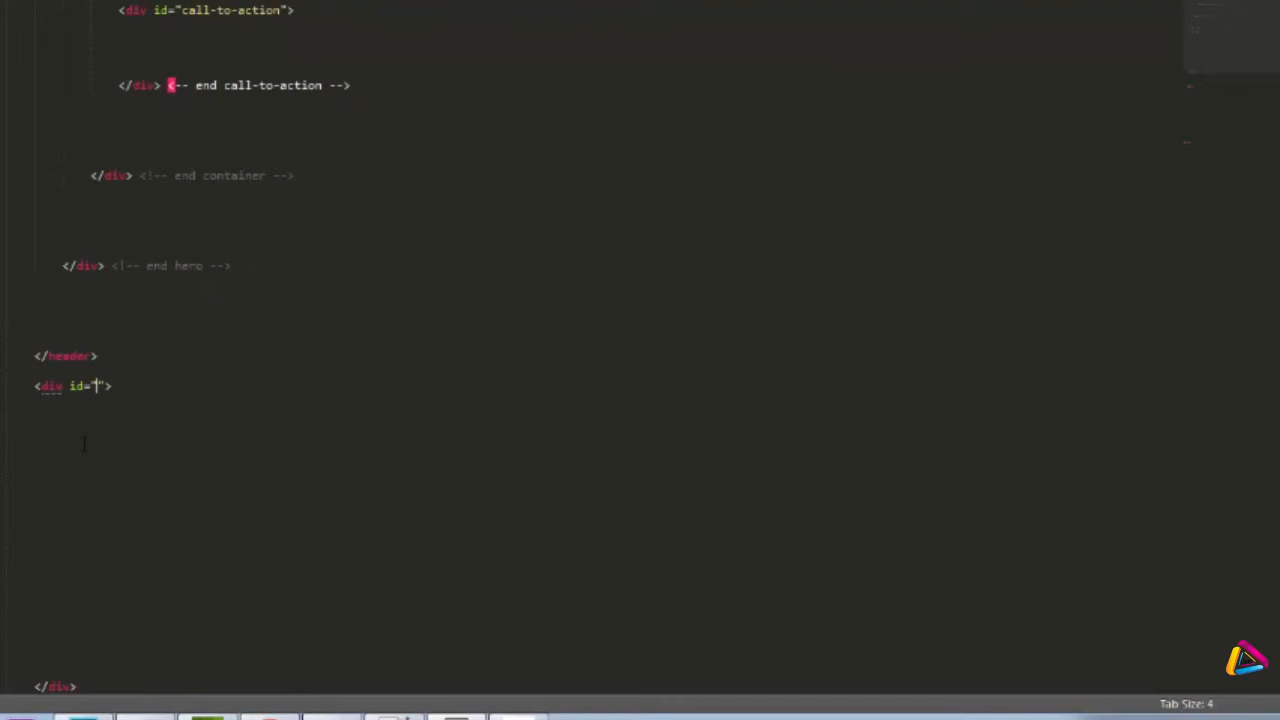 <div id="call-to-action">
</div> <-- end call-to-action -->
</div> <!-- end container -->
</div> <!-- end hero -->
</header>
<div id="">
</div>
Tab Size: 4